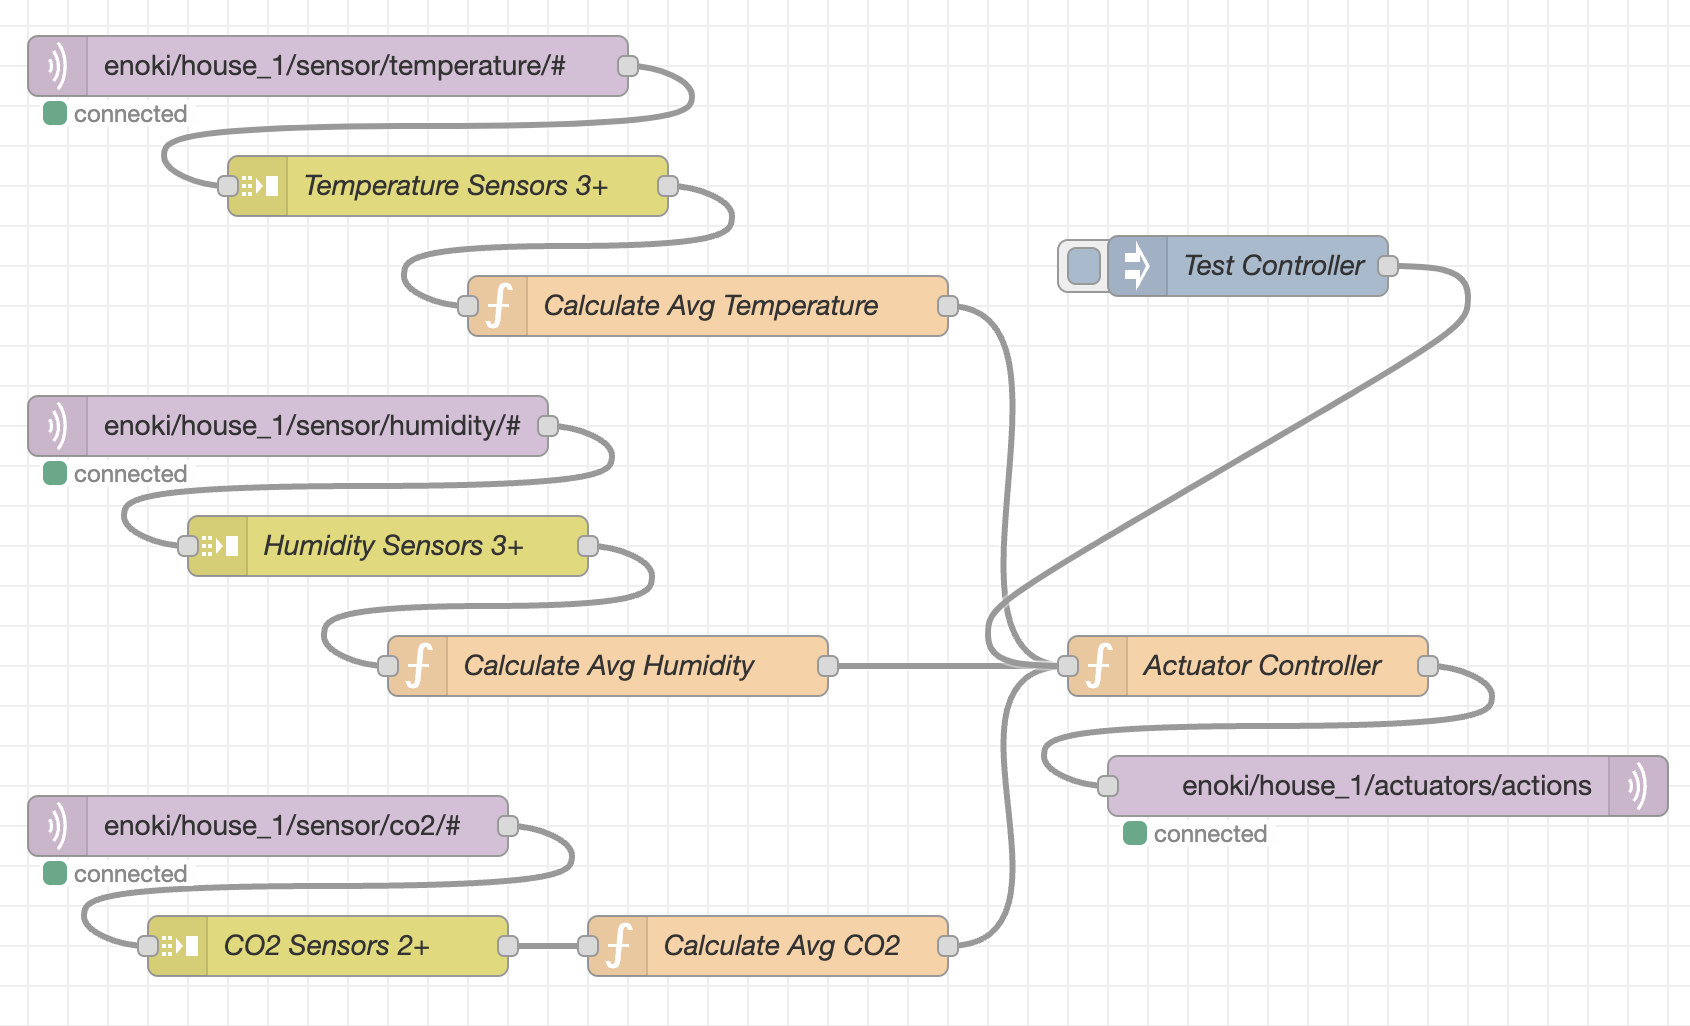 enoki/house_1/sensor/temperature/#
connected
Temperature Sensors 3+
Calculate Avg Temperature
Test Controller
enoki/house_1/sensor/humidity/#
connected
Humidity Sensors 3+
Calculate Avg Humidity
Actuator Controller
enoki/house_1/actuators/actions
connected
enoki/house_1/sensor/co2/#
connected
CO2 Sensors 2+
Calculate Avg CO2